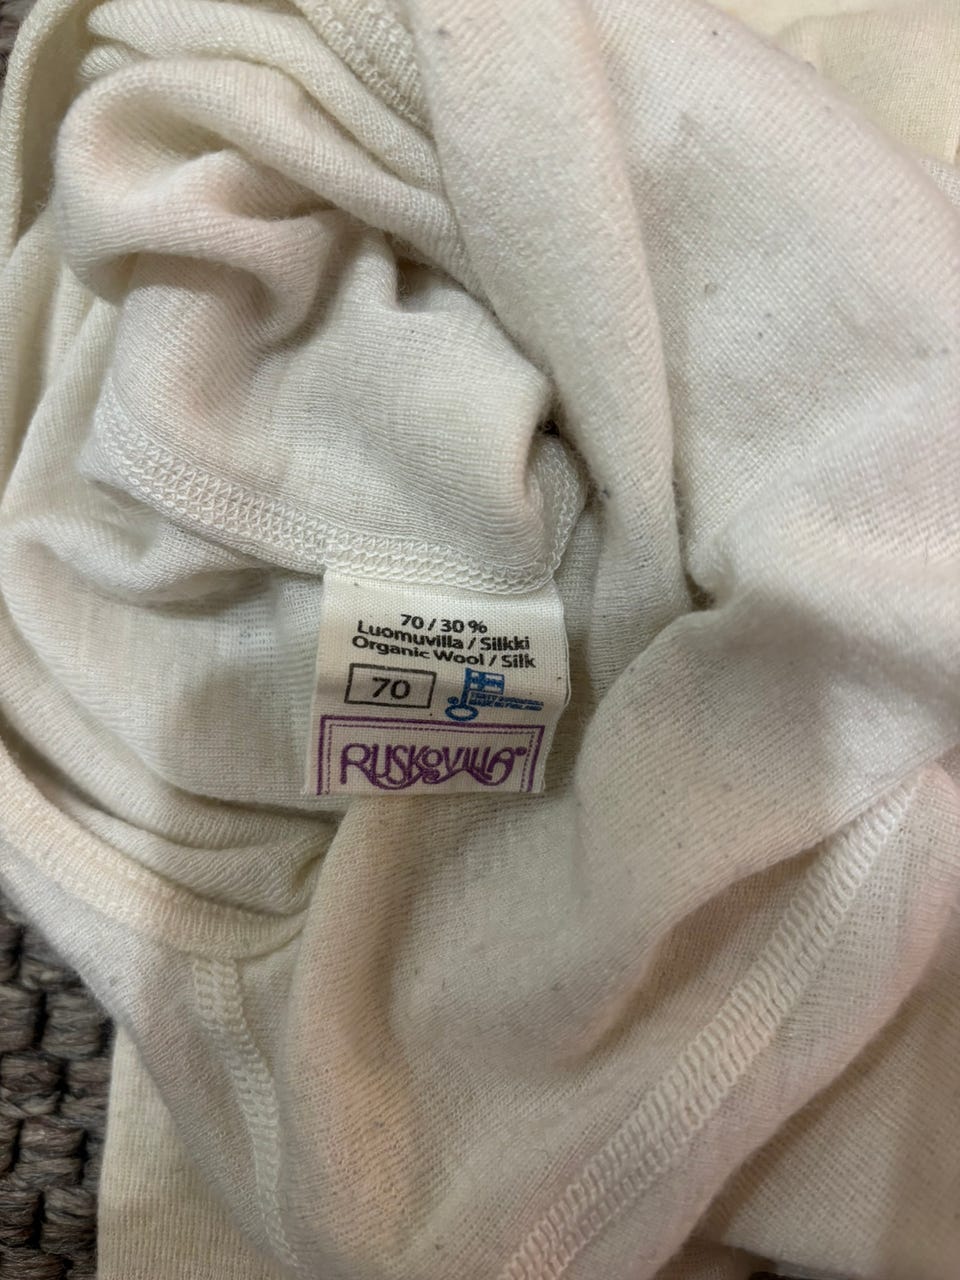 70 / 30 %
Luomuvilla / Silkki
Organic Wool / Silk
70
RUSKOVILLA